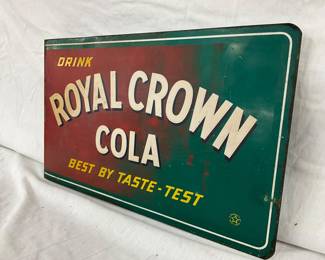 DRINK
ROYAL CROWN
COLA
BEST BY TASTE-TEST